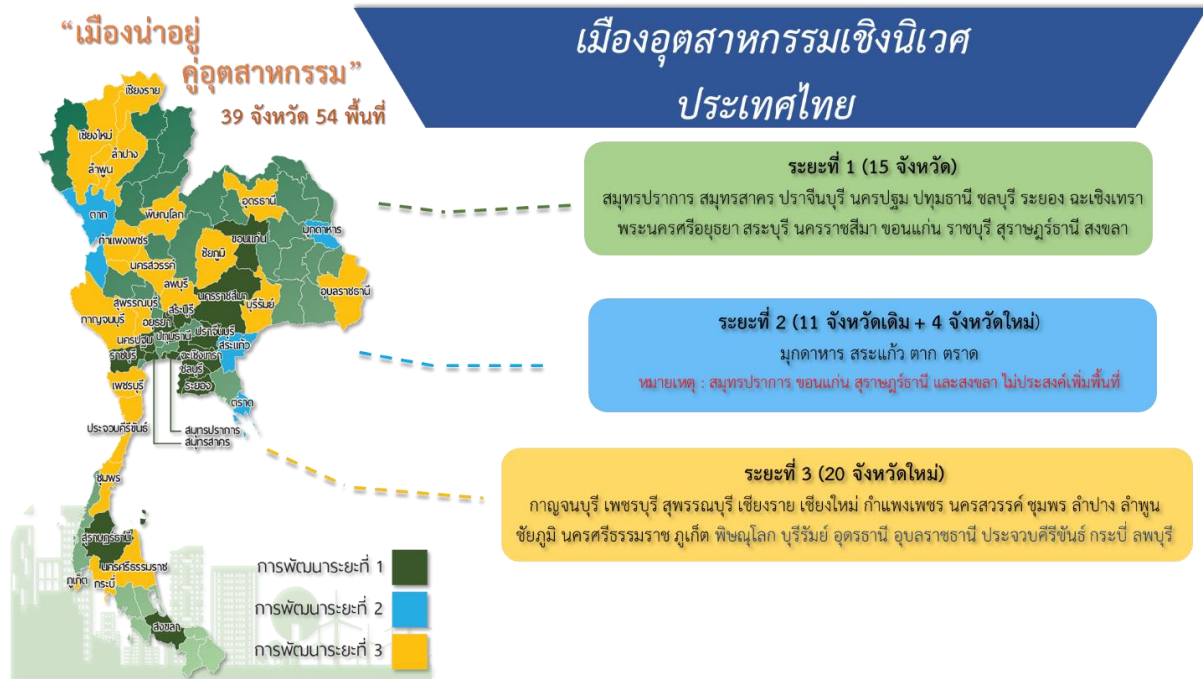 “เมืองน่าอยู่
คู่อุตสาหกรรม”
39 จังหวัด 54 พื้นที่
เมืองอุตสาหกรรมเชิงนิเวศ
ประเทศไทย
ระยะที่ 1 (15 จังหวัด)
สมุทรปราการ สมุทรสาคร ปราจีนบุรี นครปฐม ปทุมธานี ชลบุรี ระยอง ฉะเชิงเทรา
พระนครศรีอยุธยา สระบุรี นครราชสีมา ขอนแก่น ราชบุรี สุราษฎร์ธานี สงขลา
ระยะที่ 2 (11 จังหวัดเดิม + 4 จังหวัดใหม่)
มุกดาหาร สระแก้ว ตาก ตราด
หมายเหตุ : สมุทรปราการ ขอนแก่น สุราษฎร์ธานี และสงขลา ไม่ประสงค์เพิ่มพื้นที่
ระยะที่ 3 (20 จังหวัดใหม่)
กาญจนบุรี เพชรบุรี สุพรรณบุรี เชียงราย เชียงใหม่ กำแพงเพชร นครสวรรค์ ชุมพร ลำปาง ลำพูน
ชัยภูมิ นครศรีธรรมราช ภูเก็ต พิษณุโลก บุรีรัมย์ อุดรธานี อุบลราชธานี ประจวบคีรีขันธ์ กระบี่ ลพบุรี
เชียงราย
เชียงใหม่
ลำปาง
ลำพูน
ตาก
พิษณุโลก
อุดรธานี
มุกดาหาร
กำแพงเพชร
ขอนแก่น
ชัยภูมิ
นครสวรรค์
ลพบุรี
อุบลราชธานี
สุพรรณบุรี
สระบุรี
นครราชสีมา
บุรีรัมย์
กาญจนบุรี
อยุธยา
นครปฐม
ปทุมธานี
ปราจีนบุรี
สระแก้ว
ราชบุรี
ฉะเชิงเทรา
ชลบุรี
ระยอง
เพชรบุรี
ตราด
ประจวบคีรีขันธ์
สมุทรปราการ
สมุทรสาคร
ชุมพร
สุราษฎร์ธานี
นครศรีธรรมราช
ภูเก็ต
กระบี่
สงขลา
การพัฒนาระยะที่ 1
การพัฒนาระยะที่ 2
การพัฒนาระยะที่ 3